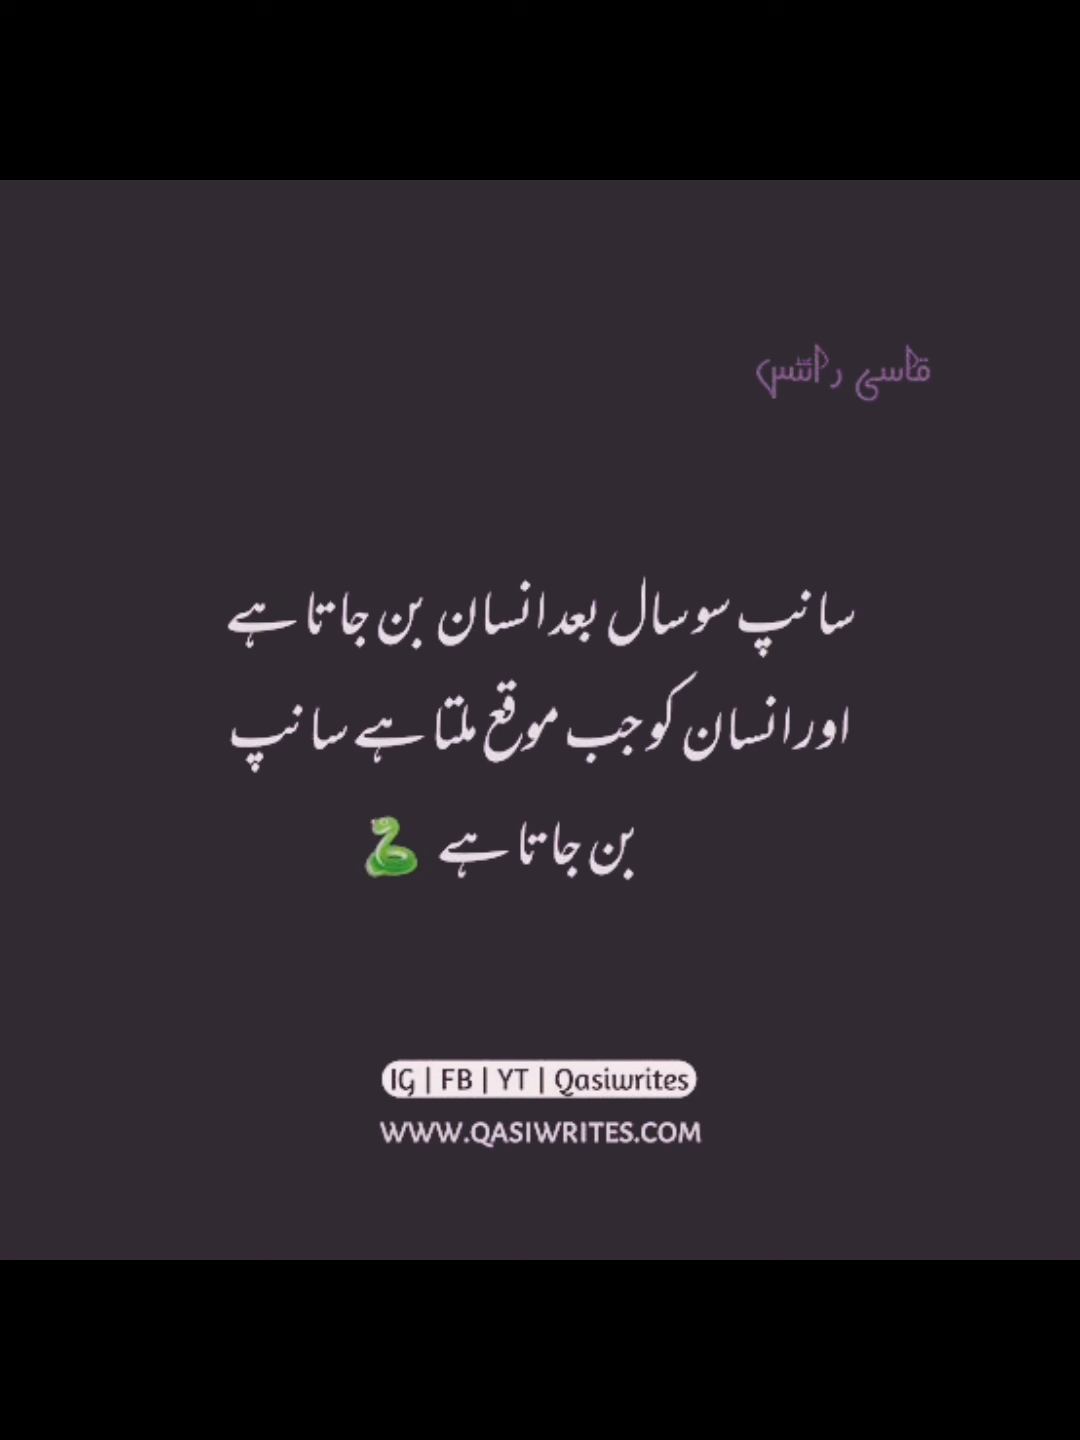 قاسی رائٹس
سانپ سو سال بعد انسان بن جاتا ہے
اور انسان کو جب موقع ملتا ہے سانپ
بن جاتا ہے 🐍
IG | FB | YT | Qasiwrites
WWW.QASIWRITES.COM